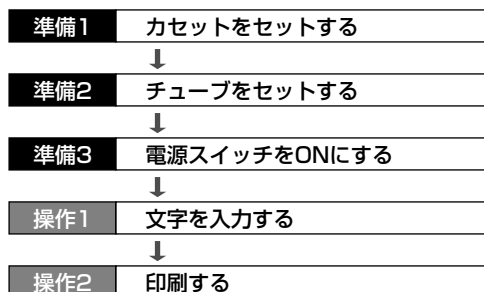 準備1 カセットをセットする
準備2 チューブをセットする
準備3 電源スイッチをONにする
操作1 文字を入力する
操作2 印刷する